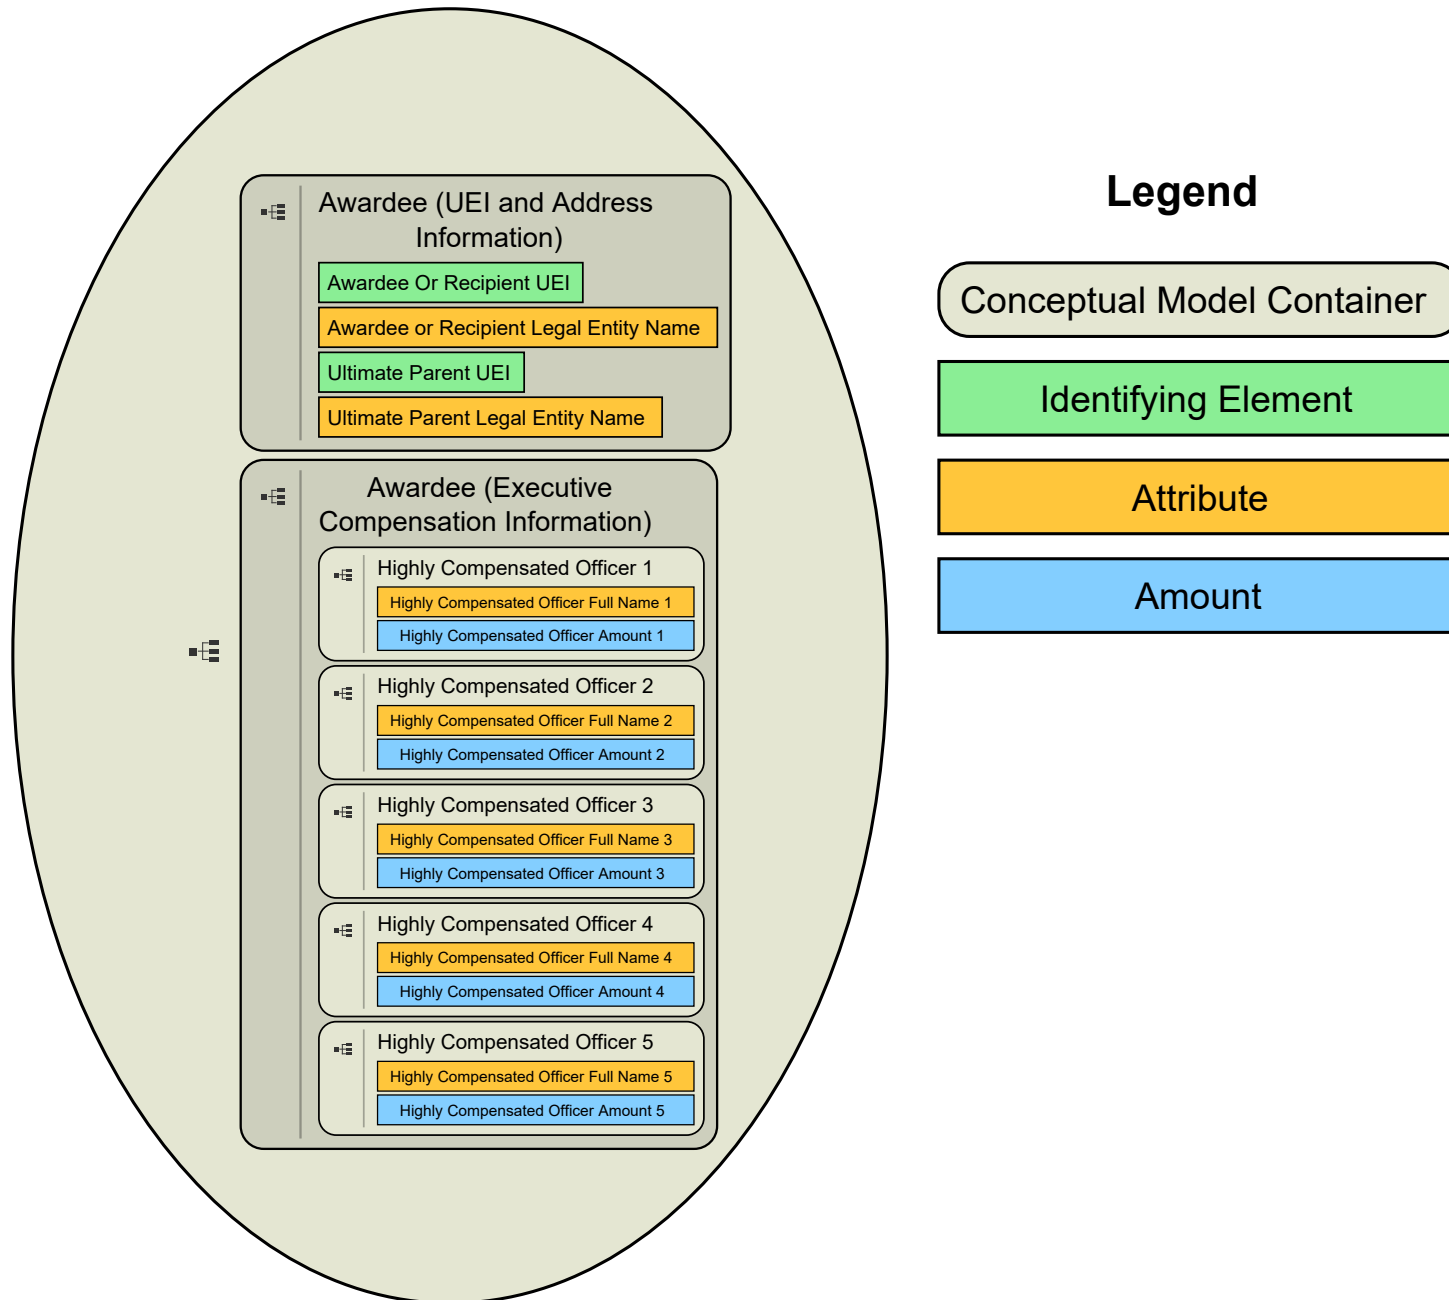 Awardee (UEI and Address
Information)
Awardee Or Recipient UEI
Awardee or Recipient Legal Entity Name
Ultimate Parent UEI
Ultimate Parent Legal Entity Name
Awardee (Executive
Compensation Information)
Highly Compensated Officer 1
Highly Compensated Officer Full Name 1
Highly Compensated Officer Amount 1
Highly Compensated Officer 2
Highly Compensated Officer Full Name 2
Highly Compensated Officer Amount 2
Highly Compensated Officer 3
Highly Compensated Officer Full Name 3
Highly Compensated Officer Amount 3
Highly Compensated Officer 4
Highly Compensated Officer Full Name 4
Highly Compensated Officer Amount 4
Highly Compensated Officer 5
Highly Compensated Officer Full Name 5
Highly Compensated Officer Amount 5
Legend
Conceptual Model Container
Identifying Element
Attribute
Amount